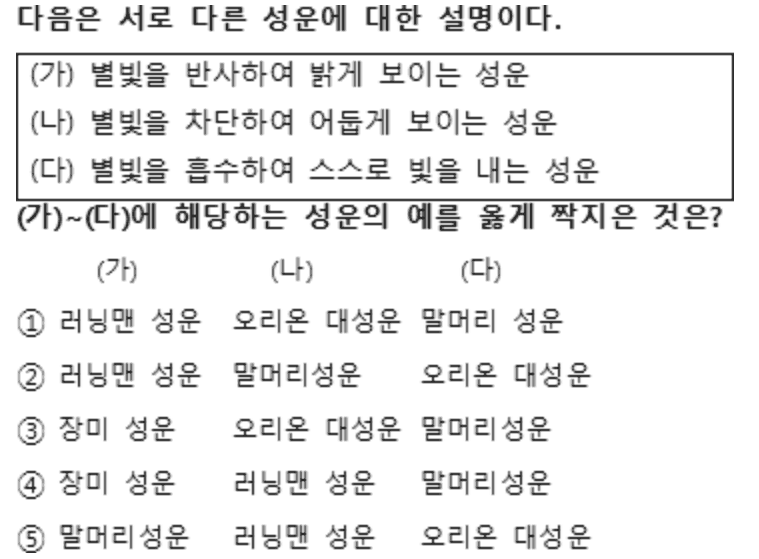 다음은 서로 다른 성운에 대한 설명이다.
(가) 별빛을 반사하여 밝게 보이는 성운
(나) 별빛을 차단하여 어둡게 보이는 성운
(다) 별빛을 흡수하여 스스로 빛을 내는 성운
(가)~(다)에 해당하는 성운의 예를 옳게 짝지은 것은?
(가) (나) (다)
① 러닝맨 성운 오리온 대성운 말머리 성운
② 러닝맨 성운 말머리성운 오리온 대성운
③ 장미 성운 오리온 대성운 말머리성운
④ 장미 성운 러닝맨 성운 말머리성운
⑤ 말머리성운 러닝맨 성운 오리온 대성운